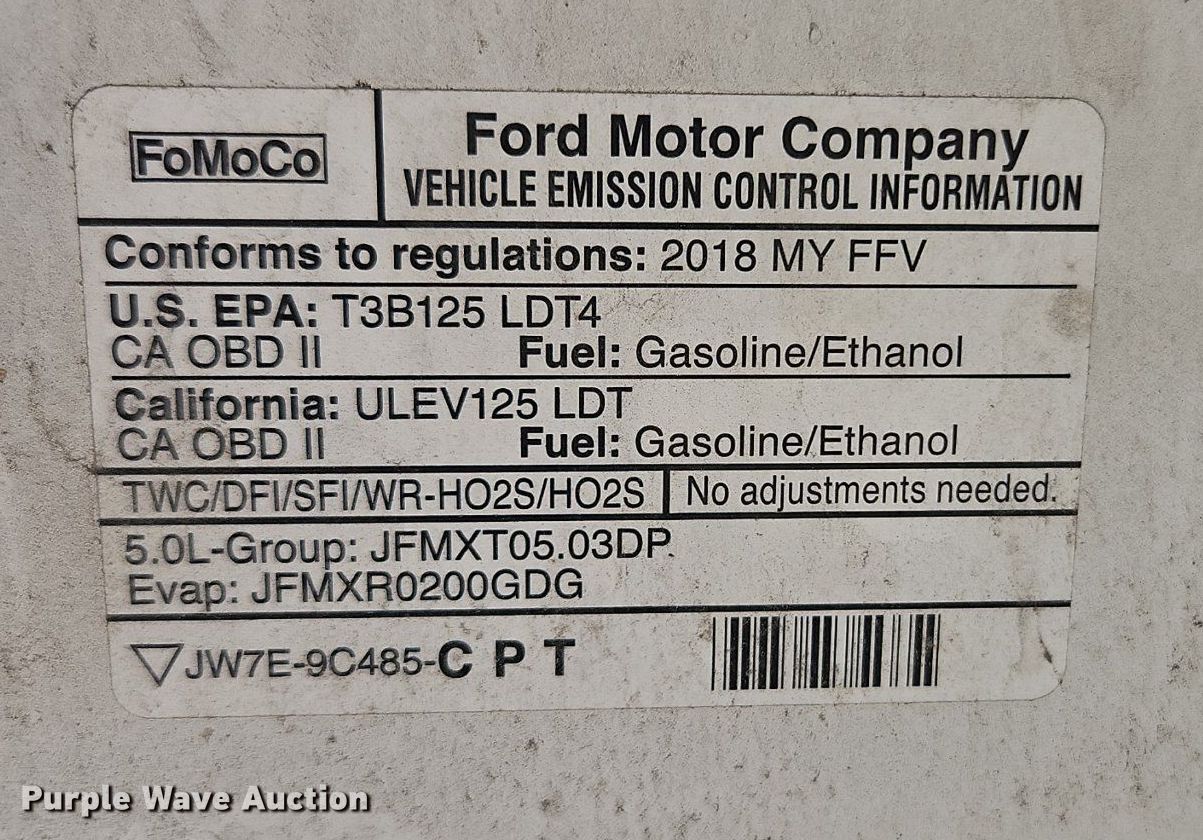 FoMoCo
Ford Motor Company
VEHICLE EMISSION CONTROL INFORMATION
Conforms to regulations: 2018 MY FFV
U.S. EPA: T3B125 LDT4
CA OBD II Fuel: Gasoline/Ethanol
California: ULEV125 LDT
CA OBD II Fuel: Gasoline/Ethanol
TWC/DFI/SFI/WR-HO2S/HO2S No adjustments needed.
5.0L-Group: JFMXT05.03DP
Evap: JFMXR0200GDG
JW7E-9C485-C P T
Purple Wave Auction